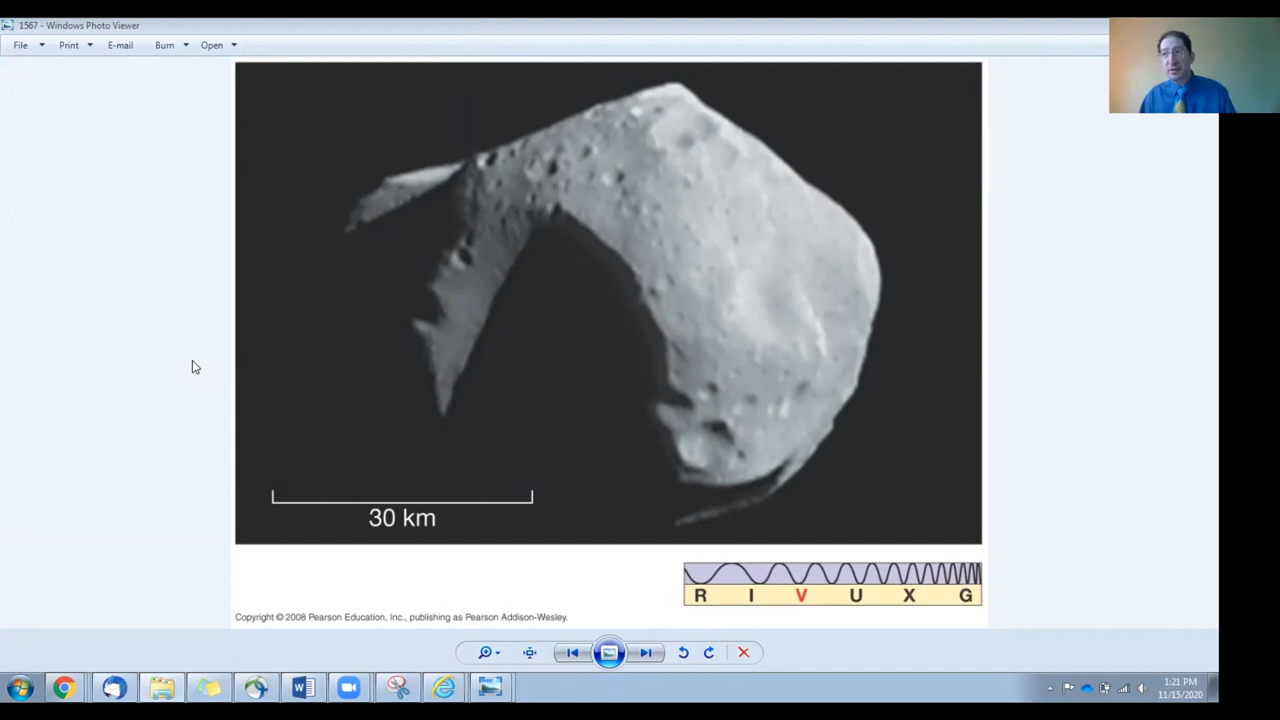 1567 - Windows Photo Viewer
File Print E-mail Burn Open
30 km
R I V U X G
Copyright © 2008 Pearson Education, Inc., publishing as Pearson Addison-Wesley.
1:21 PM
11/15/2020